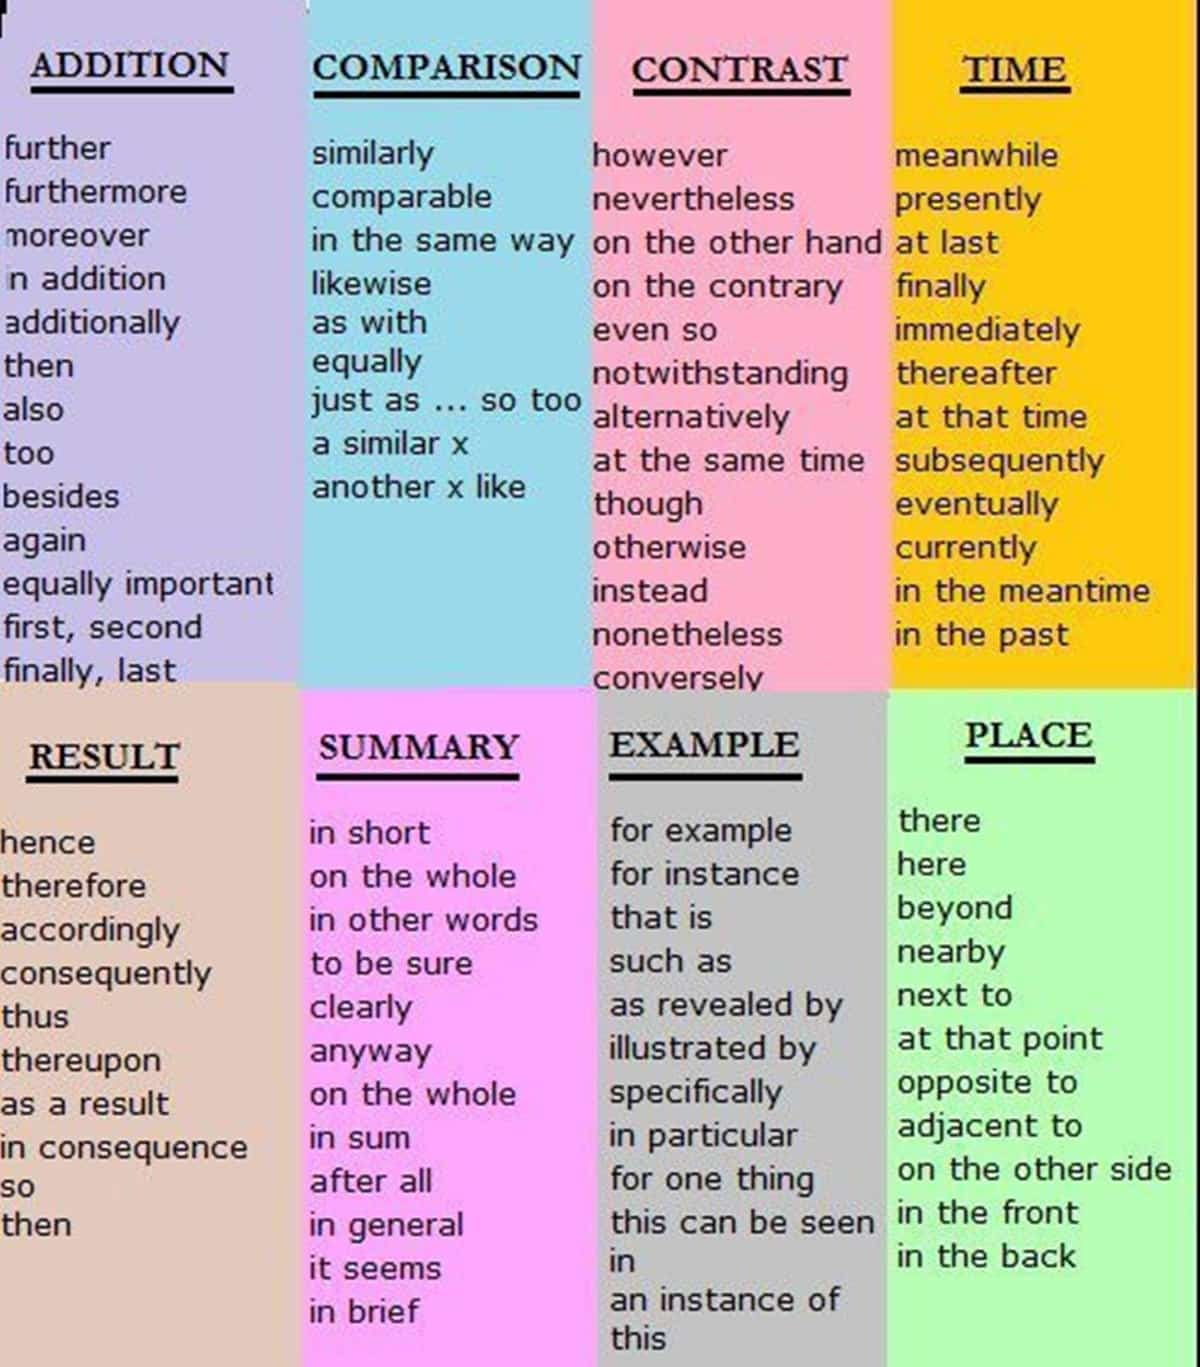 ADDITION
further
furthermore
moreover
in addition
additionally
then
also
too
besides
again
equally important
first, second
finally, last
COMPARISON
similarly
comparable
in the same way
likewise
as with
equally
just as ... so too
a similar x
another x like
CONTRAST
however
nevertheless
on the other hand
on the contrary
even so
notwithstanding
alternatively
at the same time
though
otherwise
instead
nonetheless
conversely
TIME
meanwhile
presently
at last
finally
immediately
thereafter
at that time
subsequently
eventually
currently
in the meantime
in the past
RESULT
hence
therefore
accordingly
consequently
thus
thereupon
as a result
in consequence
so
then
SUMMARY
in short
on the whole
in other words
to be sure
clearly
anyway
on the whole
in sum
after all
in general
it seems
in brief
EXAMPLE
for example
for instance
that is
such as
as revealed by
illustrated by
specifically
in particular
for one thing
this can be seen
in
an instance of
this
PLACE
there
here
beyond
nearby
next to
at that point
opposite to
adjacent to
on the other side
in the front
in the back